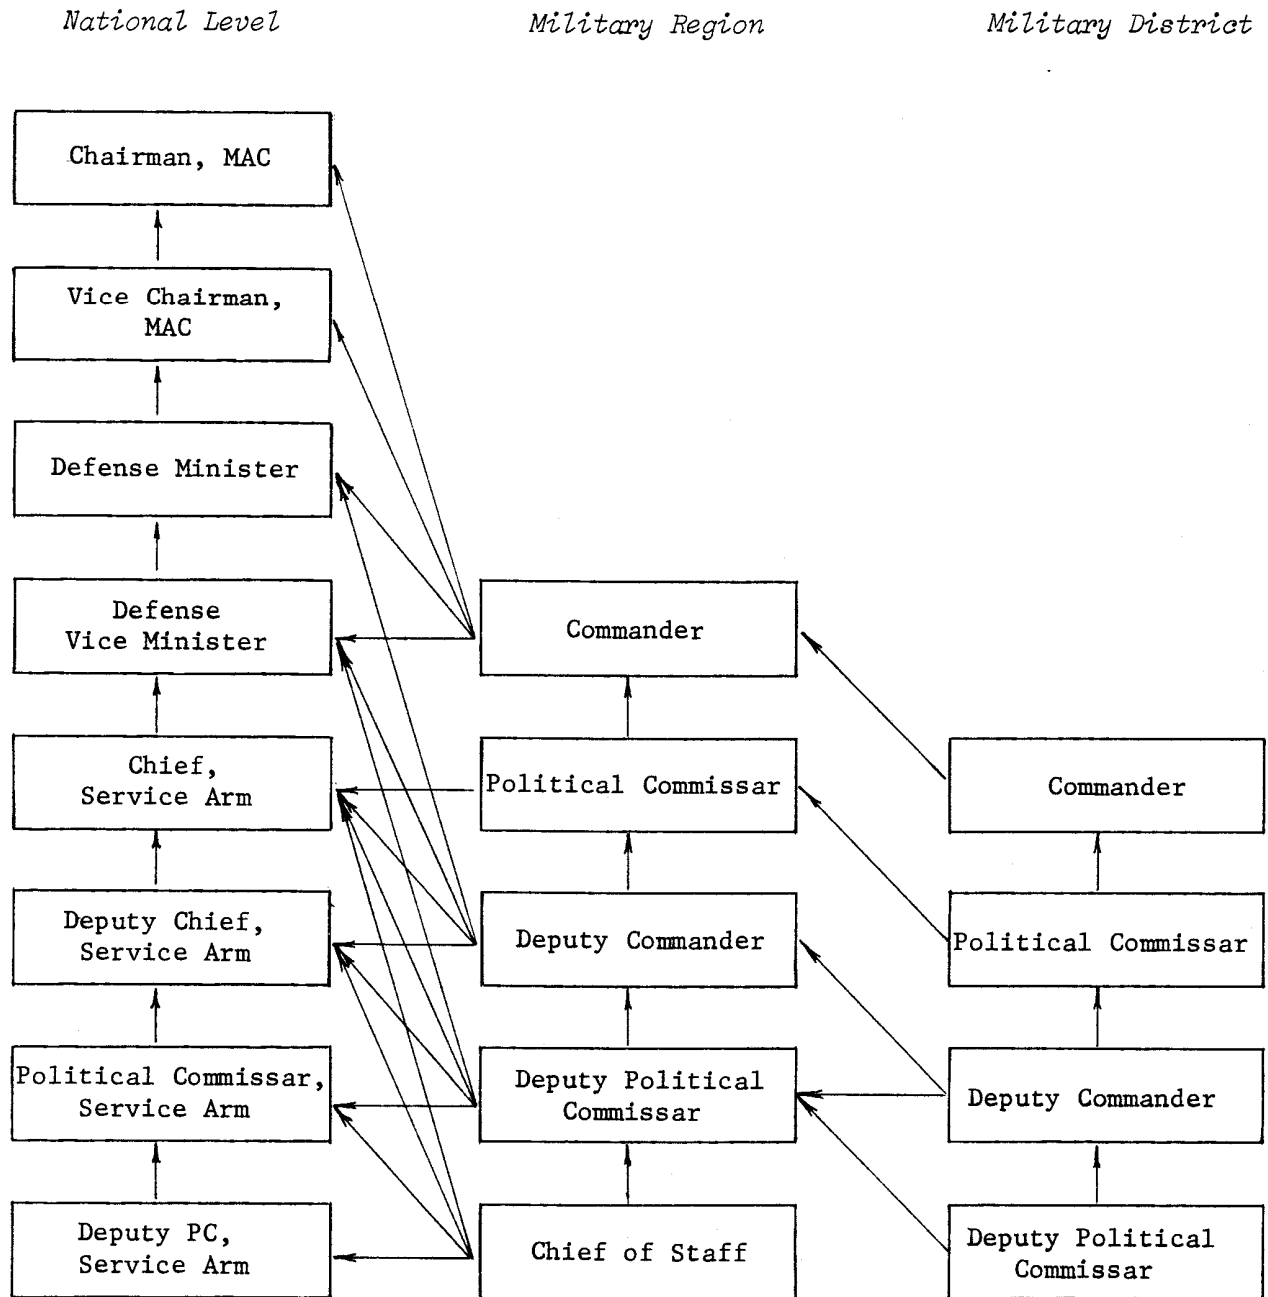 National Level
Military Region
Military District
Chairman, MAC
Vice Chairman,
MAC
Defense Minister
Defense
Vice Minister
Chief,
Service Arm
Deputy Chief,
Service Arm
Political Commissar,
Service Arm
Deputy PC,
Service Arm
Commander
Political Commissar
Deputy Commander
Deputy Political
Commissar
Chief of Staff
Commander
Political Commissar
Deputy Commander
Deputy Political
Commissar